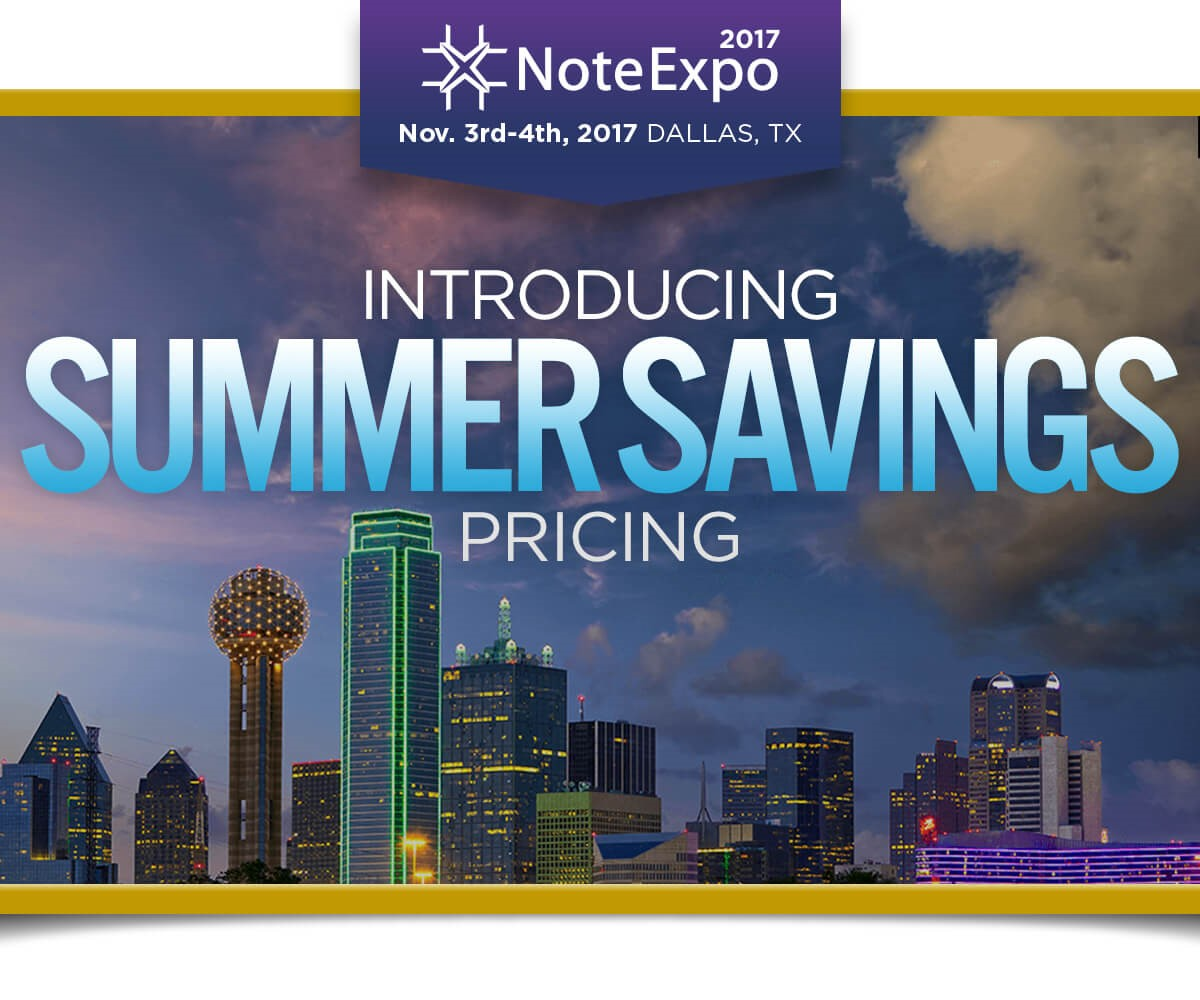 2017
NoteExpo
Nov. 3rd-4th, 2017 DALLAS, TX
INTRODUCING
SUMMER SAVINGS
PRICING